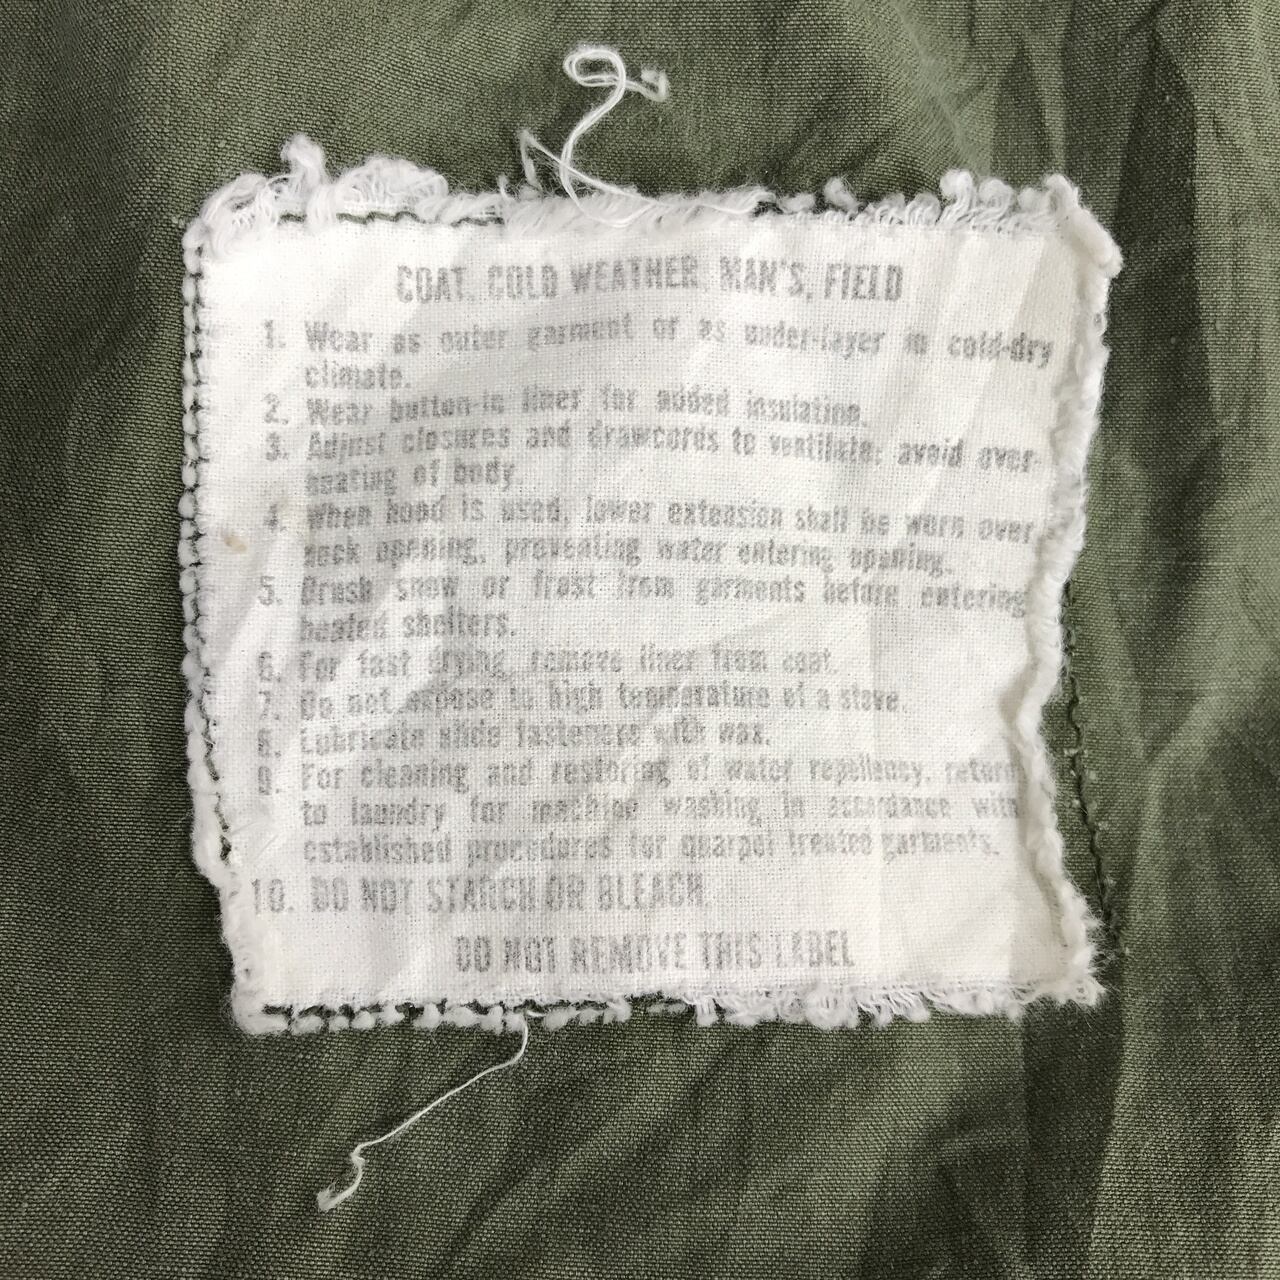 COAT, COLD WEATHER, MAN'S, FIELD
1. Wear as outer garment or as under-layer in cold-dry
climate.
2. Wear button-in liner for added insulation.
3. Adjust closures and drawcords to ventilate; avoid over-
heating of body.
4. When hood is used, lower extension shall be worn over
neck opening, preventing water entering opening.
5. Brush snow or frost from garments before entering
heated shelters.
6. For fast drying, remove liner from coat.
7. Do not expose to high temperature of a stove.
8. Lubricate slide fasteners with wax.
9. For cleaning and restoring of water repellency, return
to laundry for machine washing in accordance with
established procedures for quarpel treated garments.
10. DO NOT STARCH OR BLEACH.
DO NOT REMOVE THIS LABEL